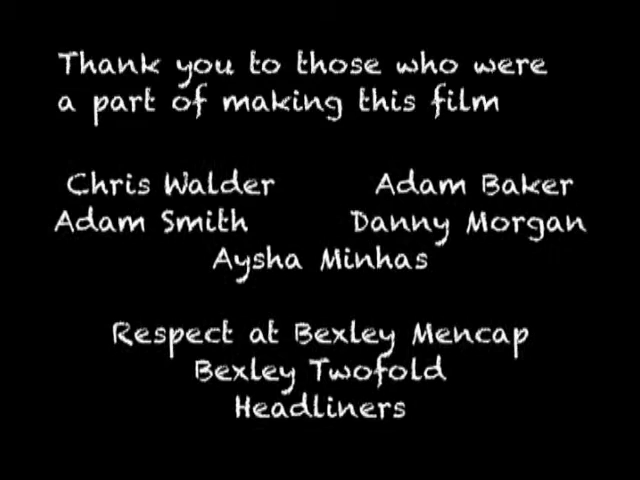 Thank you to those who were
a part of making this film
Chris Walder Adam Baker
Adam Smith Danny Morgan
Aysha Minhas
Respect at Bexley Mencap
Bexley Twofold
Headliners